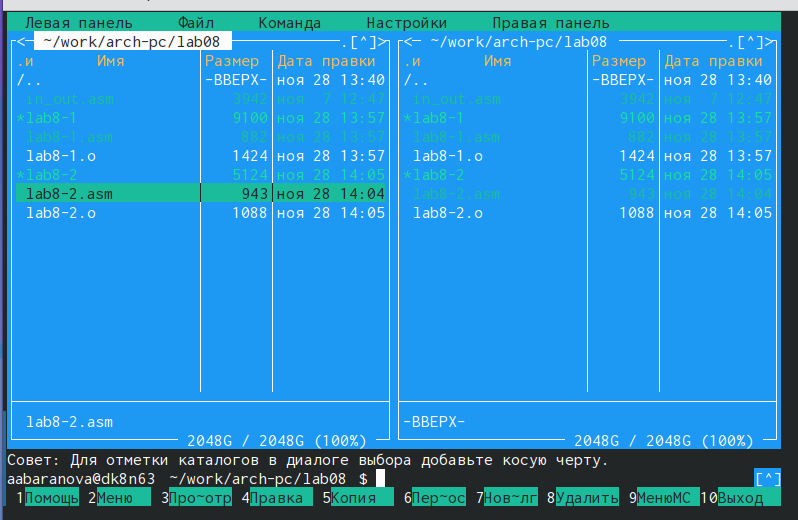 Левая панель Файл Команда Настройки Правая панель
<─ ~/work/arch-pc/lab08 ─.[^]> <─ ~/work/arch-pc/lab08 ─.[^]>
.и Имя Размер Дата правки .и Имя Размер Дата правки
/.. -ВВЕРХ- ноя 28 13:40 /.. -ВВЕРХ- ноя 28 13:40
in_out.asm 3942 ноя 7 12:47 in_out.asm 3942 ноя 7 12:47
*lab8-1 9100 ноя 28 13:57 *lab8-1 9100 ноя 28 13:57
lab8-1.asm 882 ноя 28 13:57 lab8-1.asm 882 ноя 28 13:57
lab8-1.o 1424 ноя 28 13:57 lab8-1.o 1424 ноя 28 13:57
*lab8-2 5124 ноя 28 14:05 *lab8-2 5124 ноя 28 14:05
lab8-2.asm 943 ноя 28 14:04 lab8-2.asm 943 ноя 28 14:04
lab8-2.o 1088 ноя 28 14:05 lab8-2.o 1088 ноя 28 14:05
lab8-2.asm -ВВЕРХ-
2048G / 2048G (100%) 2048G / 2048G (100%)
Совет: Для отметки каталогов в диалоге выбора добавьте косую черту.
aabaranova@dk8n63 ~/work/arch-pc/lab08 $ [^]
1Помощь 2Меню 3Про~отр 4Правка 5Копия 6Пер~ос 7Нов~лг 8Удалить 9МенюMC 10Выход